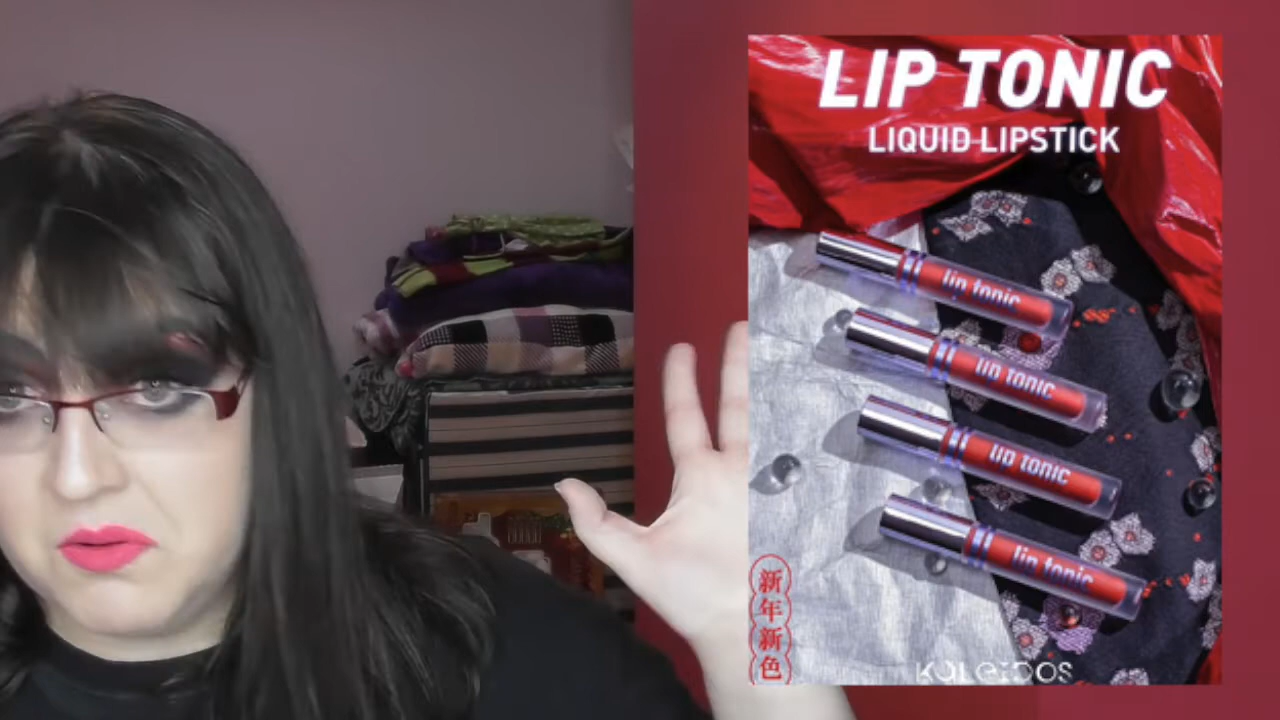 LIP TONIC
LIQUID LIPSTICK
lip tonic
lip tonic
lip tonic
lip tonic
新
年
新
色
KALEIDOS